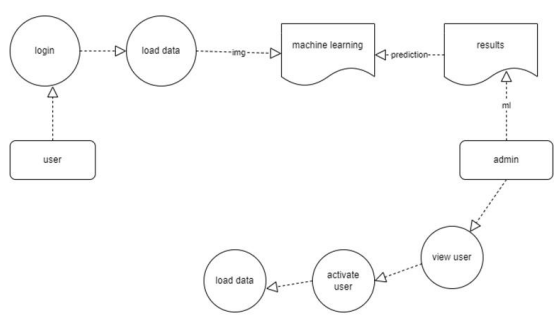 login
load data
img
machine learning
prediction
results
ml
user
admin
view user
activate
user
load data